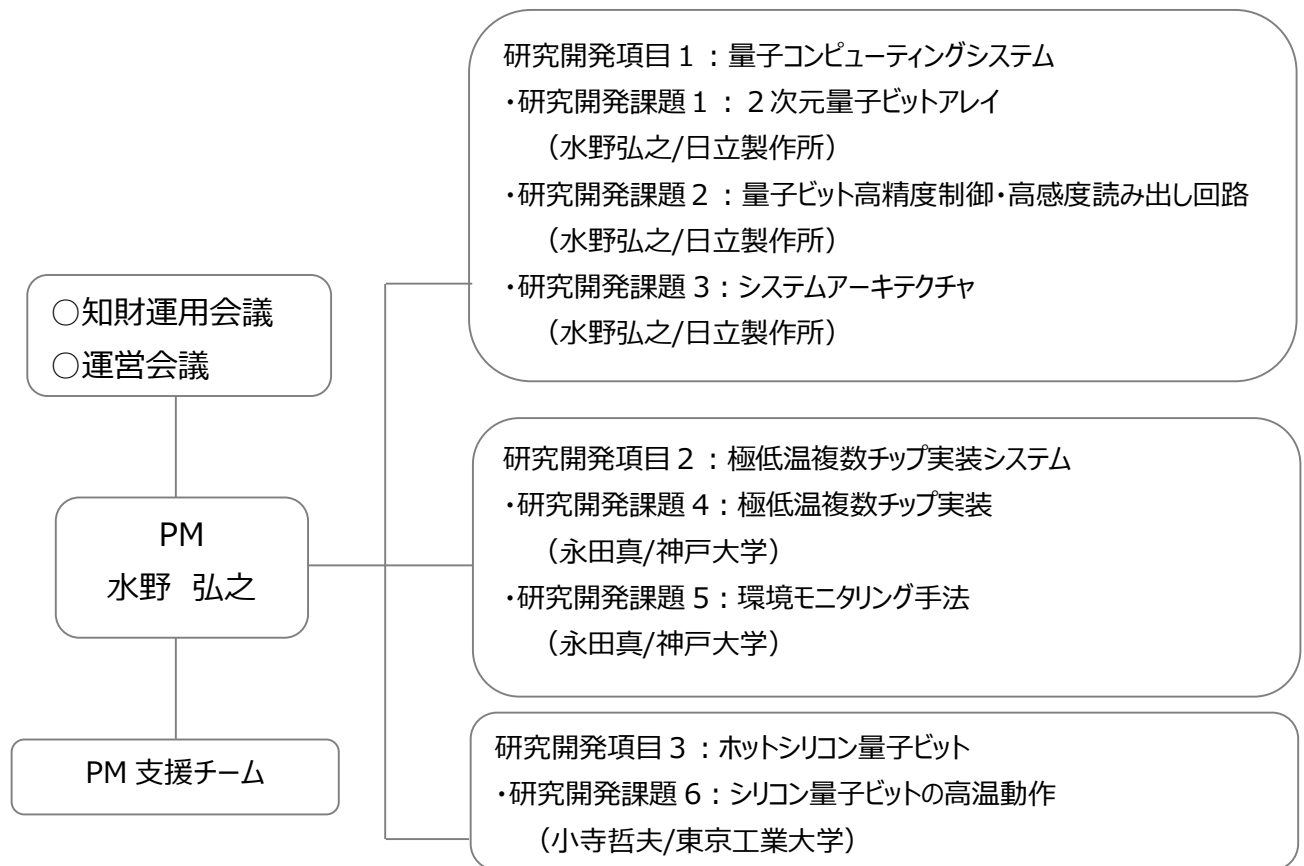 研究開発項目1：量子コンピューティングシステム
・研究開発課題1：2次元量子ビットアレイ
（水野弘之/日立製作所）
・研究開発課題2：量子ビット高精度制御・高感度読み出し回路
（水野弘之/日立製作所）
・研究開発課題3：システムアーキテクチャ
（水野弘之/日立製作所）
○知財運用会議
○運営会議
PM
水野　弘之
PM 支援チーム
研究開発項目2：極低温複数チップ実装システム
・研究開発課題4：極低温複数チップ実装
（永田真/神戸大学）
・研究開発課題5：環境モニタリング手法
（永田真/神戸大学）
研究開発項目3：ホットシリコン量子ビット
・研究開発課題6：シリコン量子ビットの高温動作
（小寺哲夫/東京工業大学）